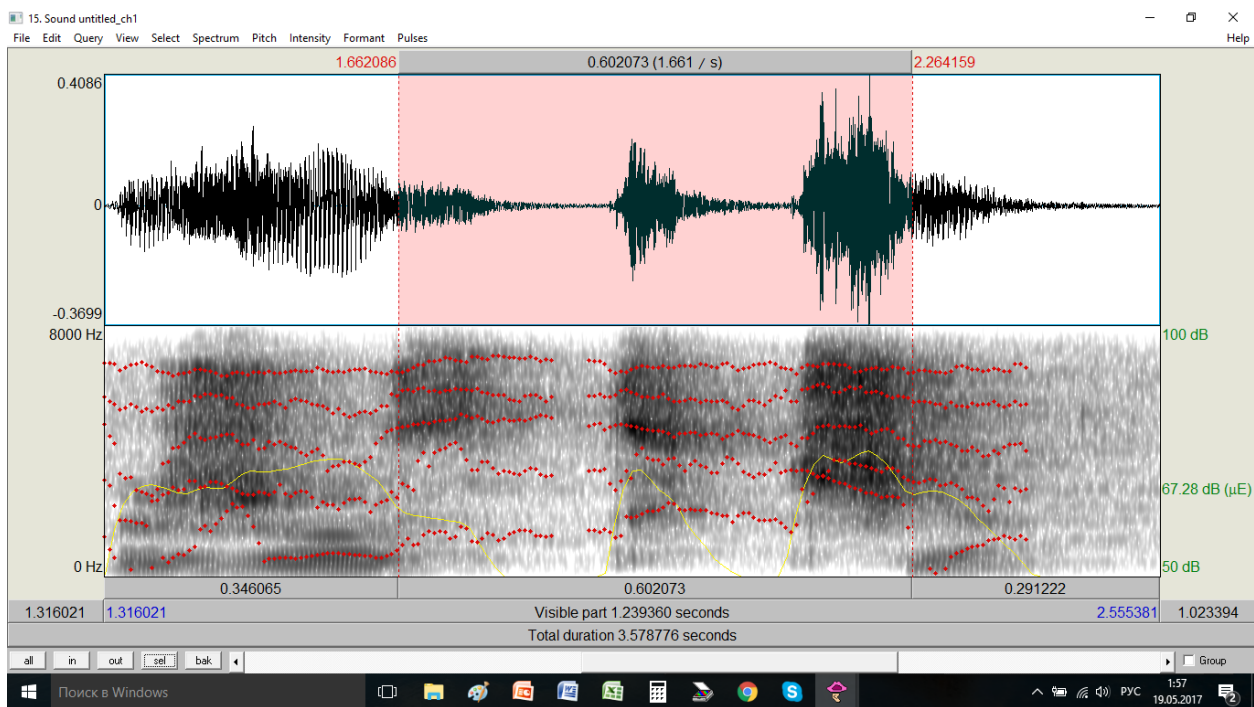 15. Sound untitled_ch1
File Edit Query View Select Spectrum Pitch Intensity Formant Pulses Help
1.662086 0.602073 (1.661 / s) 2.264159
0.4086
0
-0.3699
8000 Hz 100 dB
67.28 dB (µE)
0 Hz 50 dB
0.346065 0.602073 0.291222
1.316021 1.316021 Visible part 1.239360 seconds 2.555381 1.023394
Total duration 3.578776 seconds
all in out sel bak Group
Поиск в Windows РУС 1:57
19.05.2017 2